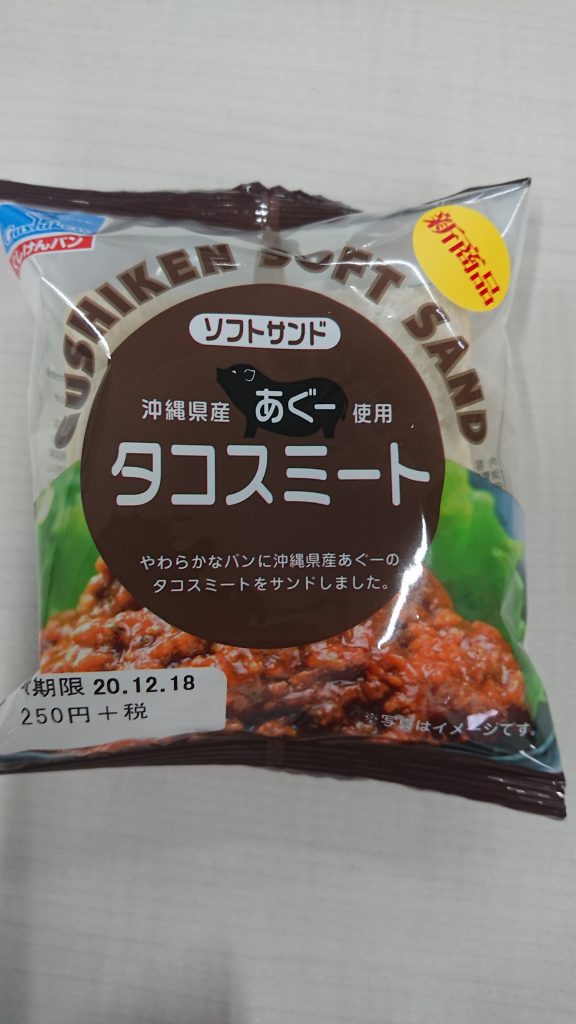 Gushiken
ぐしけんパン
新商品
GUSHIKEN SOFT SAND
ソフトサンド
沖縄県産 あぐー 使用
タコスミート
やわらかなパンに沖縄県産あぐーの
タコスミートをサンドしました。
期限 20.12.18
250円+税
※写真はイメージです。